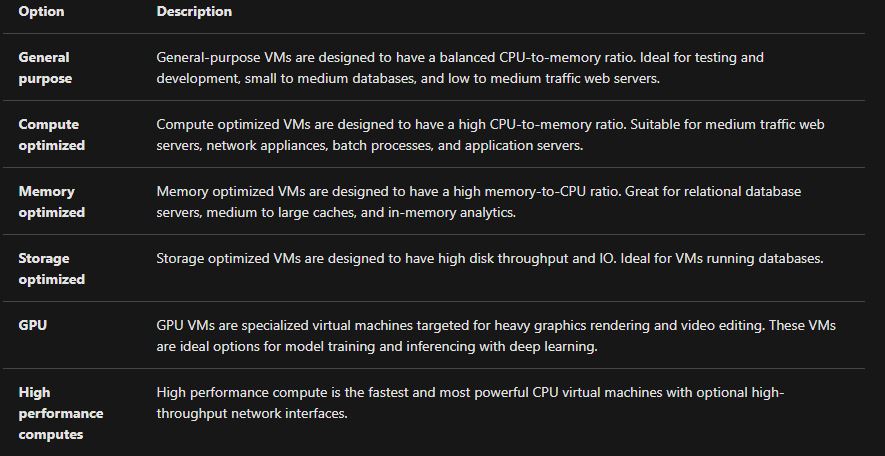 Option Description
General purpose General-purpose VMs are designed to have a balanced CPU-to-memory ratio. Ideal for testing and
development, small to medium databases, and low to medium traffic web servers.
Compute optimized Compute optimized VMs are designed to have a high CPU-to-memory ratio. Suitable for medium traffic web
servers, network appliances, batch processes, and application servers.
Memory optimized Memory optimized VMs are designed to have a high memory-to-CPU ratio. Great for relational database
servers, medium to large caches, and in-memory analytics.
Storage optimized Storage optimized VMs are designed to have high disk throughput and IO. Ideal for VMs running databases.
GPU GPU VMs are specialized virtual machines targeted for heavy graphics rendering and video editing. These VMs
are ideal options for model training and inferencing with deep learning.
High performance computes High performance compute is the fastest and most powerful CPU virtual machines with optional high-
throughput network interfaces.